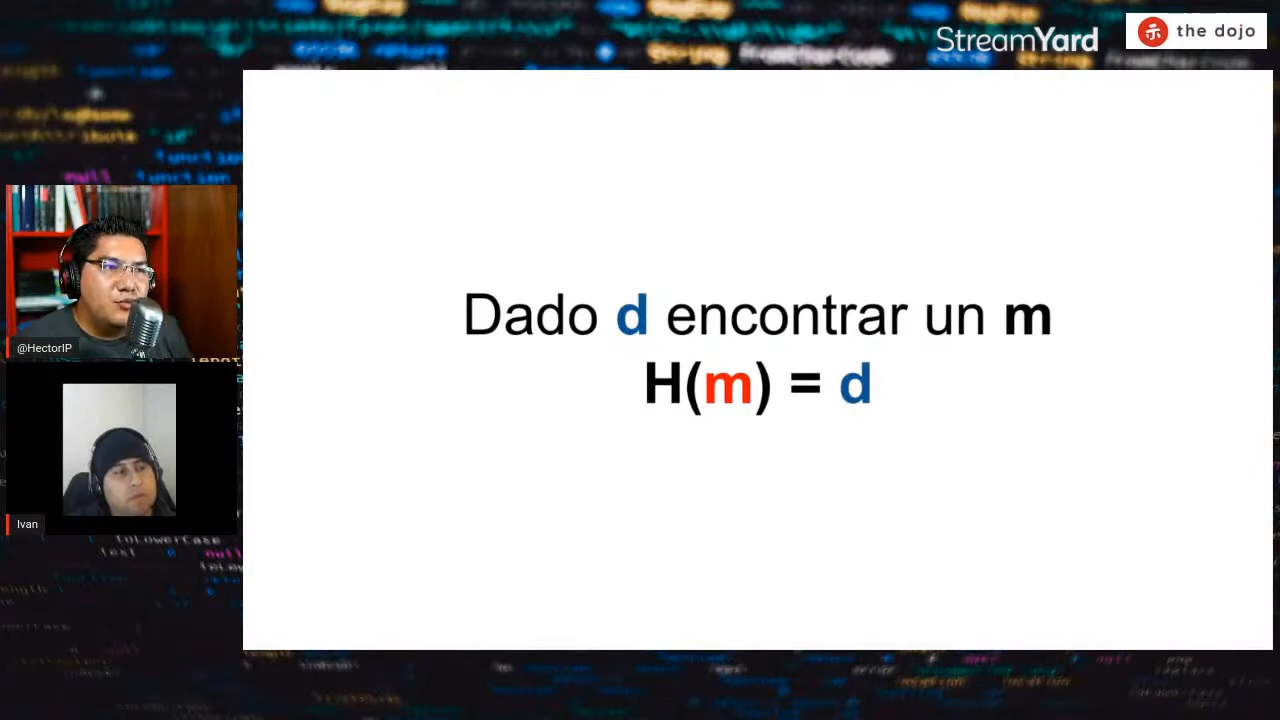 StreamYard
the dojo
Dado d encontrar un m
H(m) = d
@HectorIP
Ivan